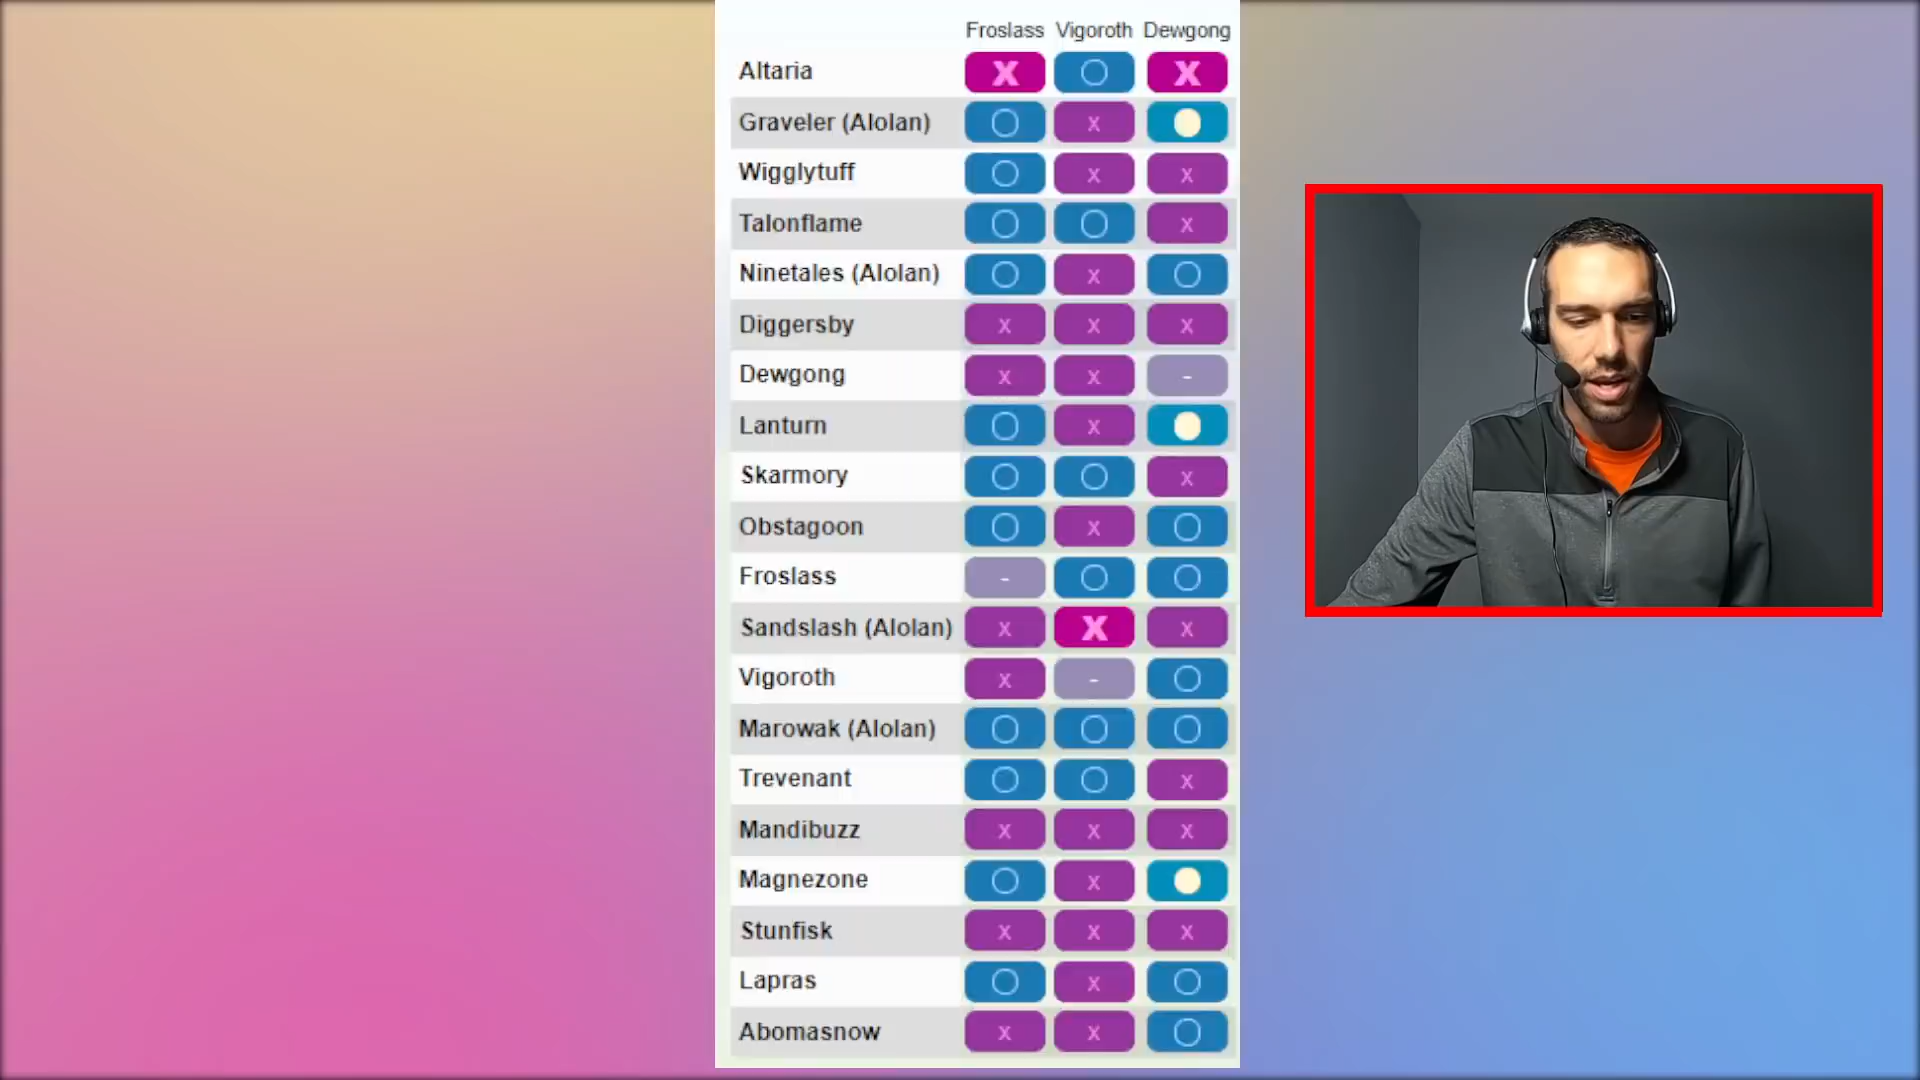 Froslass Vigoroth Dewgong
Altaria X O X
Graveler (Alolan) O x
Wigglytuff O x x
Talonflame O O x
Ninetales (Alolan) O x O
Diggersby x x x
Dewgong x x -
Lanturn O x
Skarmory O O x
Obstagoon O x O
Froslass - O O
Sandslash (Alolan) x X x
Vigoroth x - O
Marowak (Alolan) O O O
Trevenant O O x
Mandibuzz x x x
Magnezone O x
Stunfisk x x x
Lapras O x O
Abomasnow x x O